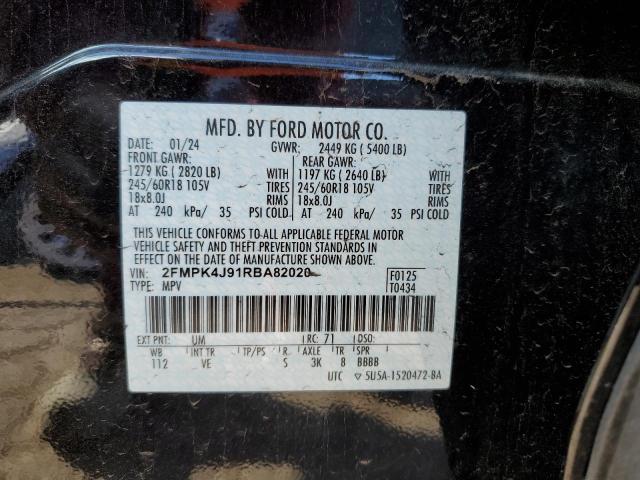 MFD. BY FORD MOTOR CO.
DATE: 01/24 GVWR: 2449 KG ( 5400 LB)
FRONT GAWR: REAR GAWR:
1279 KG ( 2820 LB) WITH 1197 KG ( 2640 LB) WITH
245/60R18 105V TIRES 245/60R18 105V TIRES
18x8.0J RIMS 18x8.0J RIMS
AT 240 kPa/ 35 PSI COLD AT 240 kPa/ 35 PSI COLD
THIS VEHICLE CONFORMS TO ALL APPLICABLE FEDERAL MOTOR
VEHICLE SAFETY AND THEFT PREVENTION STANDARDS IN
EFFECT ON THE DATE OF MANUFACTURE SHOWN ABOVE.
VIN: 2FMPK4J91RBA82020 F0125
TYPE: MPV T0434
EXT PNT: UM RC: 71 DSO:
WB INT TR TP/PS R AXLE TR SPR
112 VE S 3K 8 BBBB
UTC 5U5A-1520472-BA